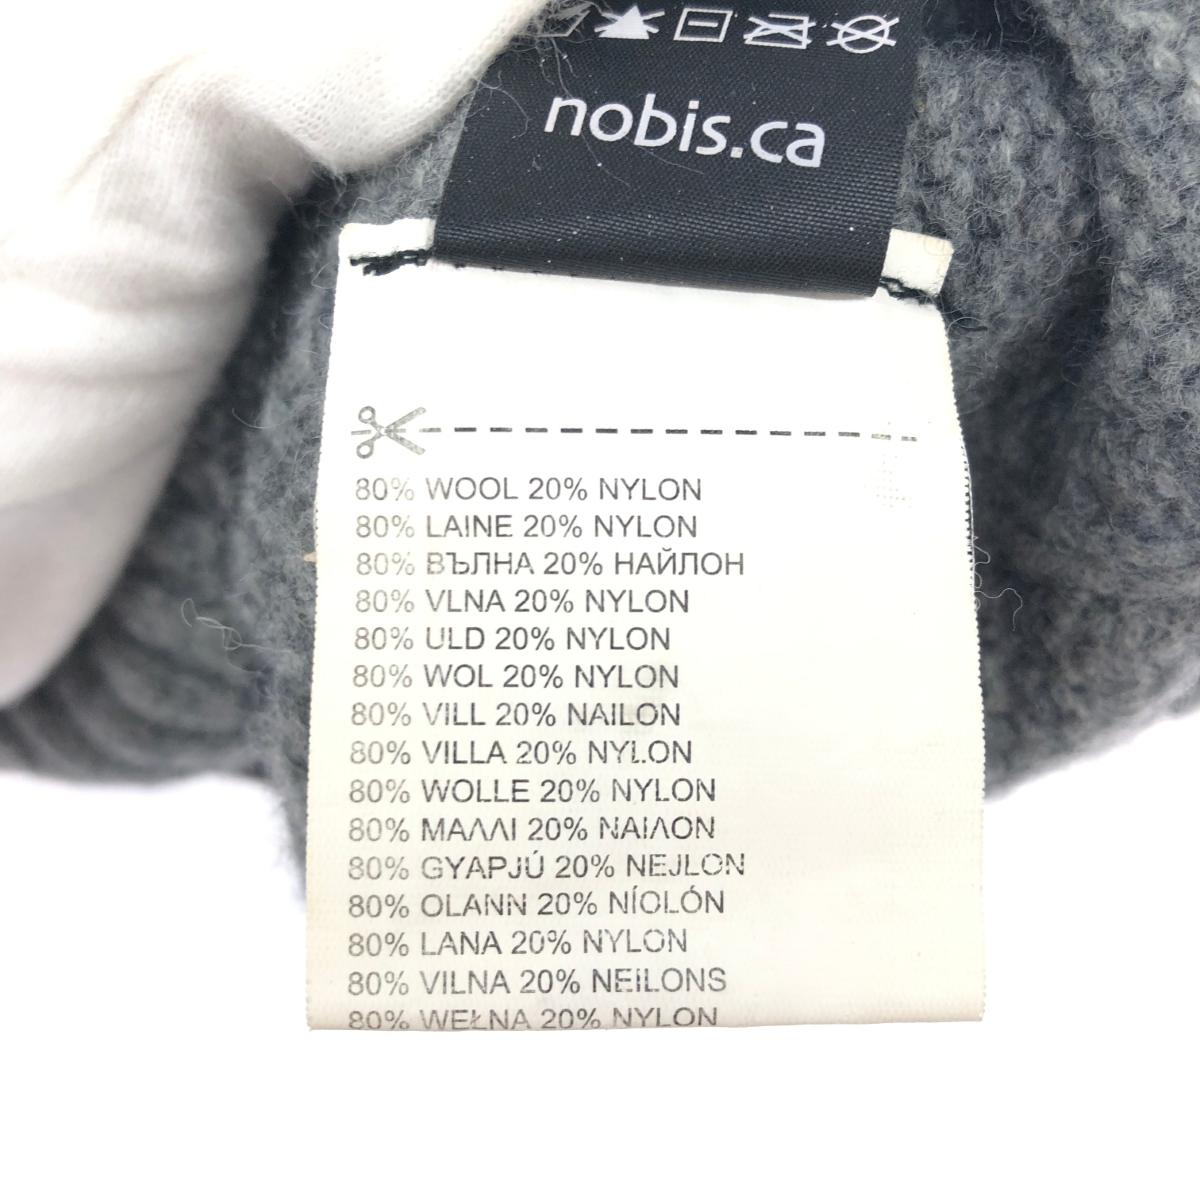 nobis.ca
80% WOOL 20% NYLON
80% LAINE 20% NYLON
80% ВЪЛНА 20% НАЙЛОН
80% VLNA 20% NYLON
80% ULD 20% NYLON
80% WOL 20% NYLON
80% VILL 20% NAILON
80% VILLA 20% NYLON
80% WOLLE 20% NYLON
80% ΜΑΛΛΙ 20% ΝΑΙΛΟΝ
80% GYAPJÚ 20% NEJLON
80% OLANN 20% NÍOLÓN
80% LANA 20% NYLON
80% VILNA 20% NEILONS
80% WEŁNA 20% NYLON